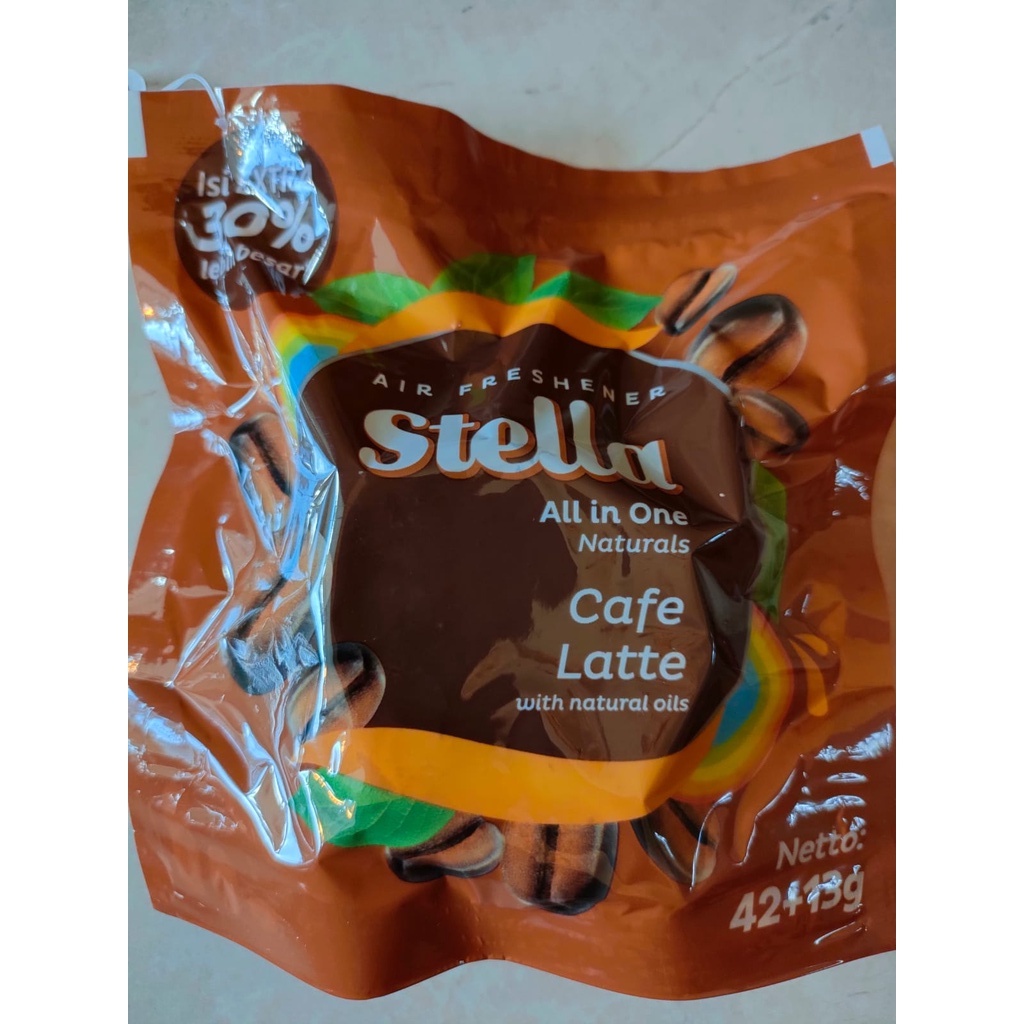 Isi EXTRA
30%
lebih besar
AIR FRESHENER
Stella
All in One
Naturals
Cafe
Latte
with natural oils
Netto:
42+13g